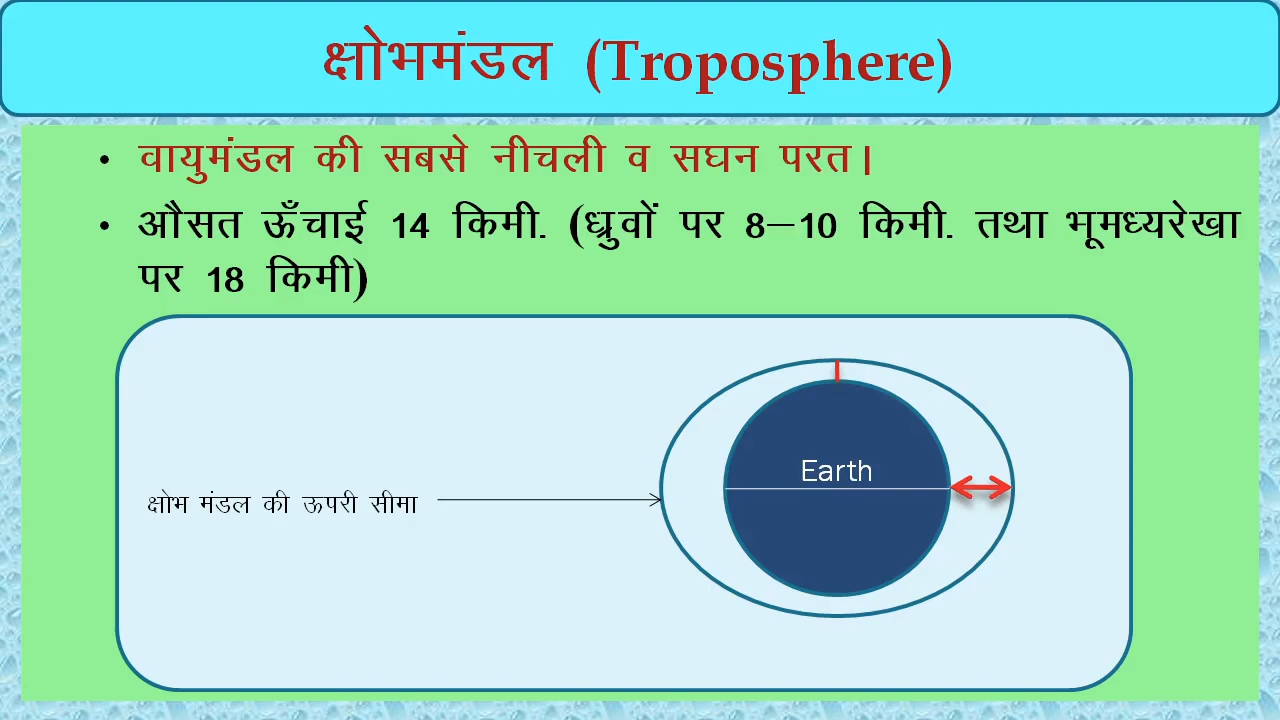 क्षोभमंडल (Troposphere)
• वायुमंडल की सबसे नीचली व सघन परत।
• औसत ऊँचाई 14 किमी. (ध्रुवों पर 8–10 किमी. तथा भूमध्यरेखा
पर 18 किमी)
Earth
क्षोभ मंडल की ऊपरी सीमा